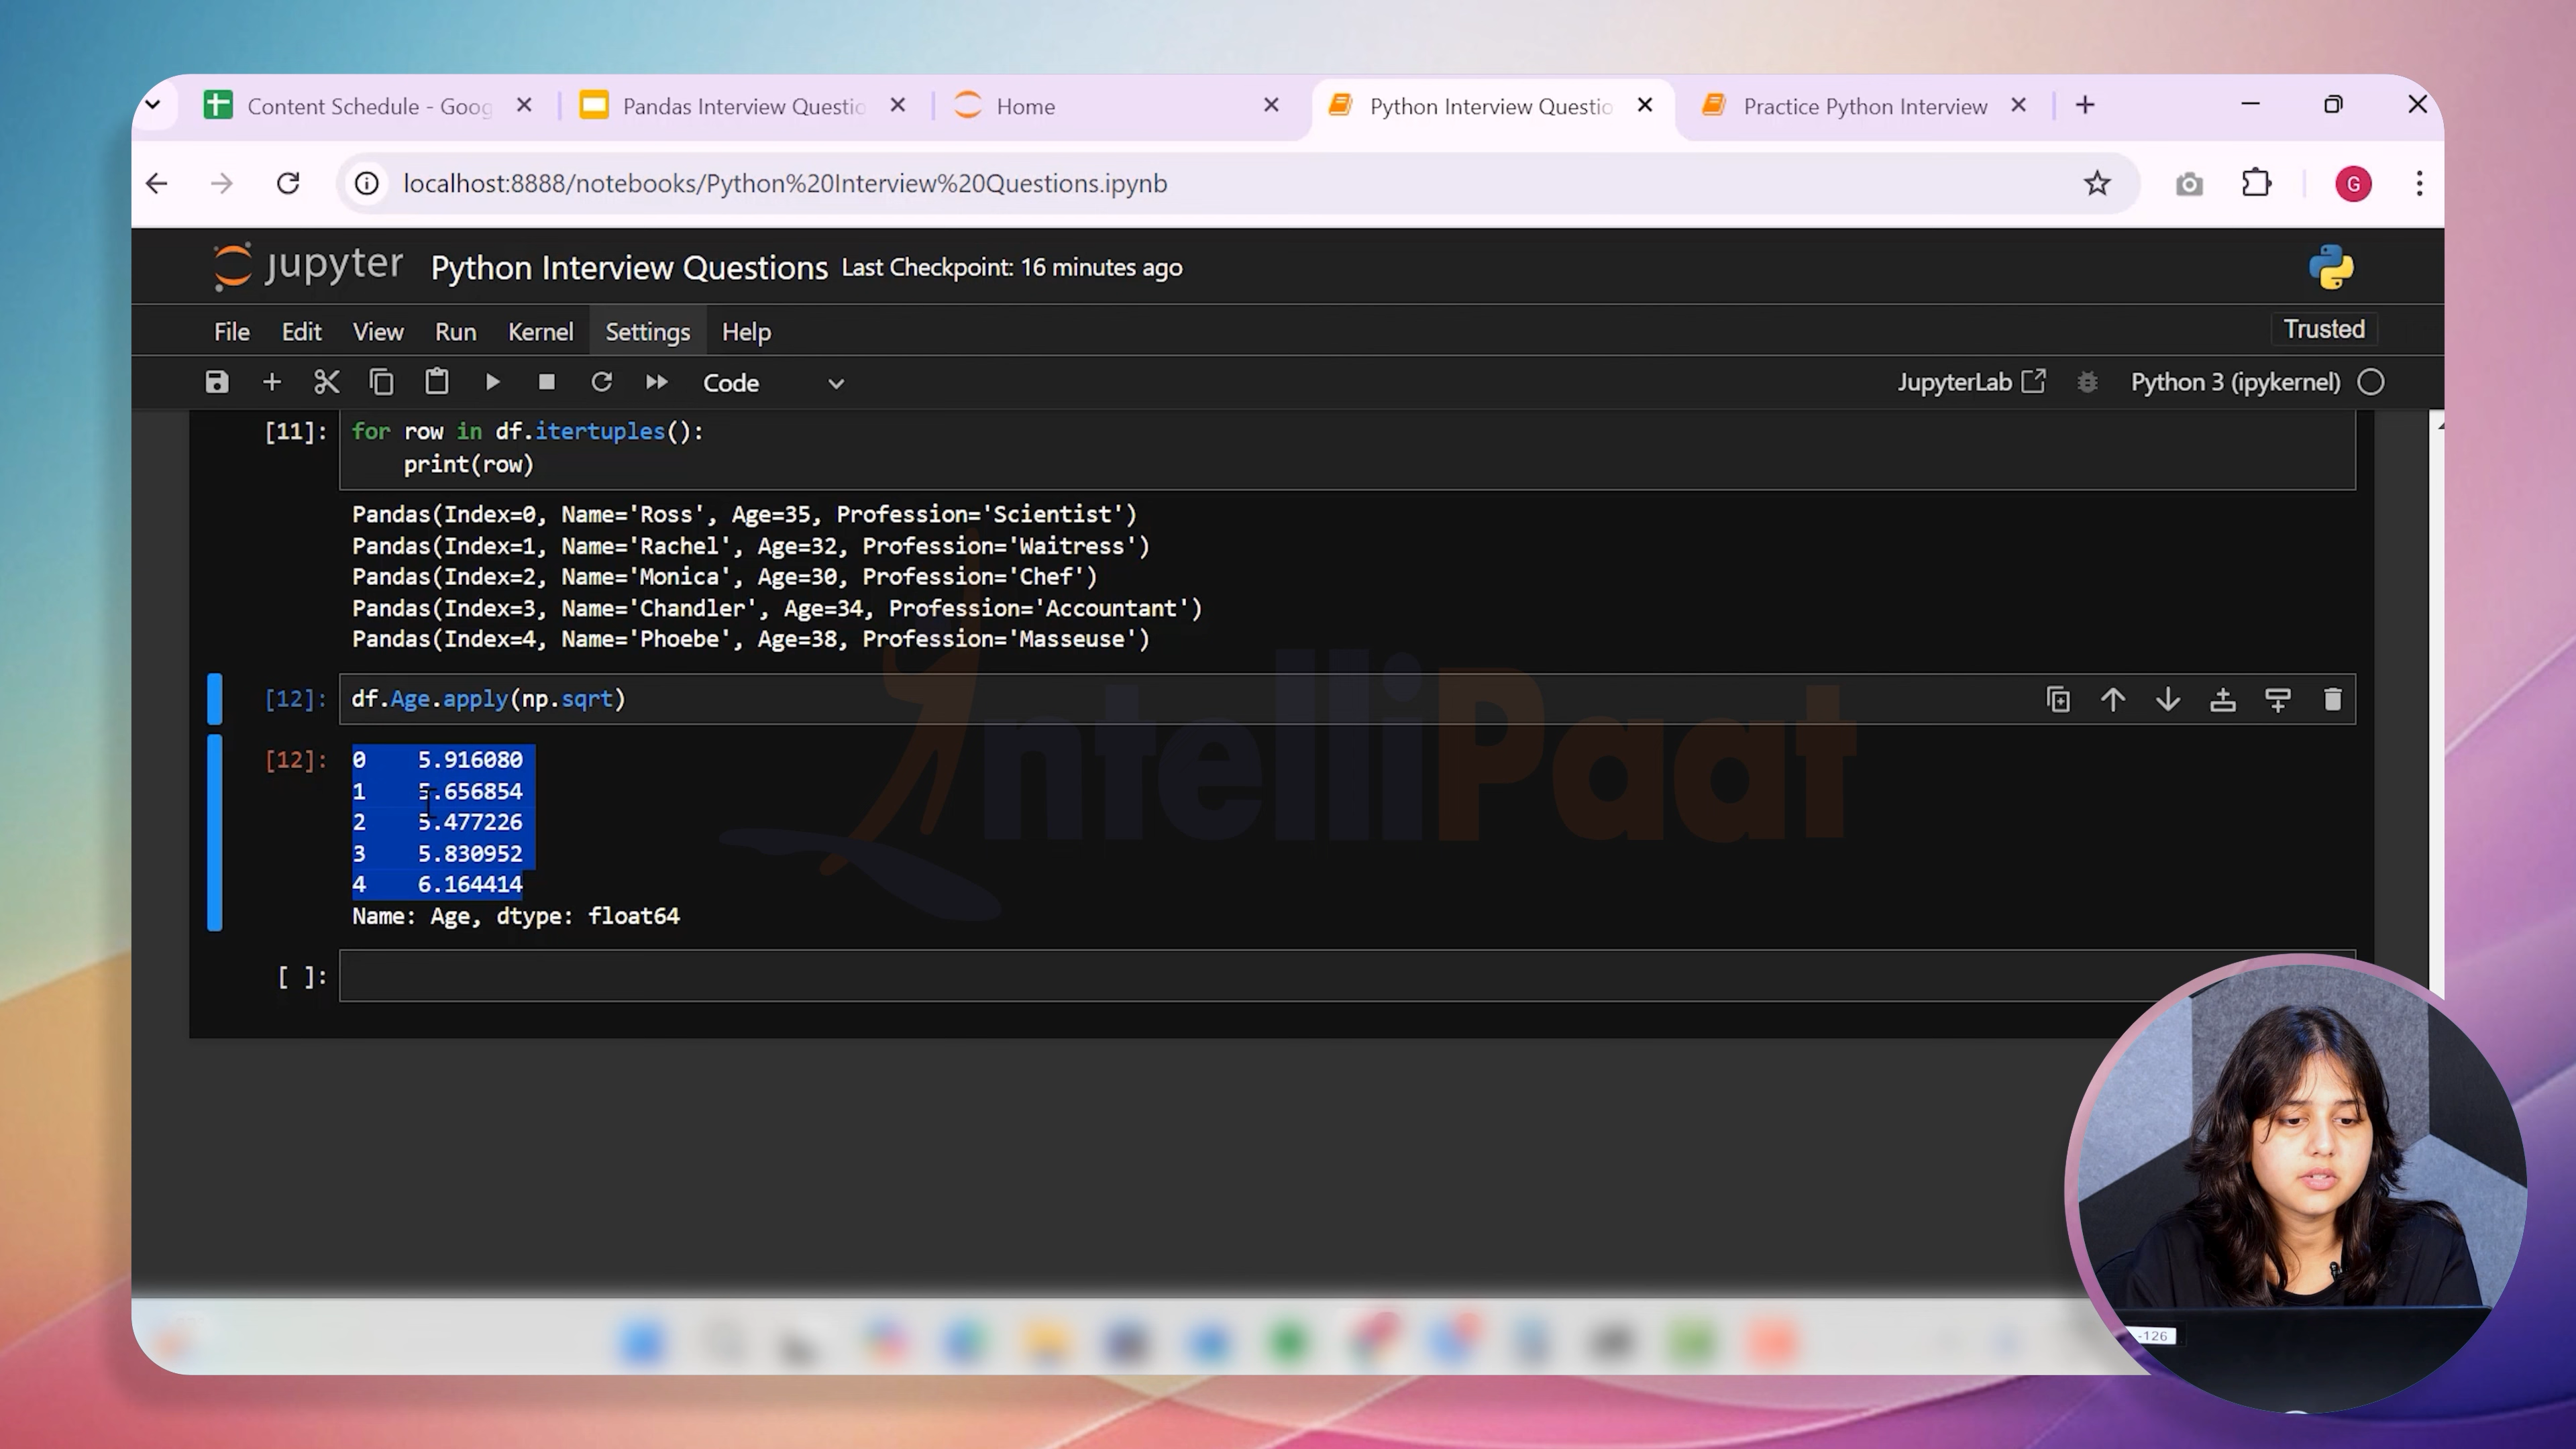 Content Schedule - Goog
Pandas Interview Questio
Home
Python Interview Questio
Practice Python Interview
localhost:8888/notebooks/Python%20Interview%20Questions.ipynb
G
jupyter Python Interview Questions Last Checkpoint: 16 minutes ago
File Edit View Run Kernel Settings Help
Trusted
Code
JupyterLab
Python 3 (ipykernel)
[11]: for row in df.itertuples():
print(row)
Pandas(Index=0, Name='Ross', Age=35, Profession='Scientist')
Pandas(Index=1, Name='Rachel', Age=32, Profession='Waitress')
Pandas(Index=2, Name='Monica', Age=30, Profession='Chef')
Pandas(Index=3, Name='Chandler', Age=34, Profession='Accountant')
Pandas(Index=4, Name='Phoebe', Age=38, Profession='Masseuse')
[12]: df.Age.apply(np.sqrt)
[12]: 0 5.916080
1 5.656854
2 5.477226
3 5.830952
4 6.164414
Name: Age, dtype: float64
[ ]:
IntelliPaat
-126